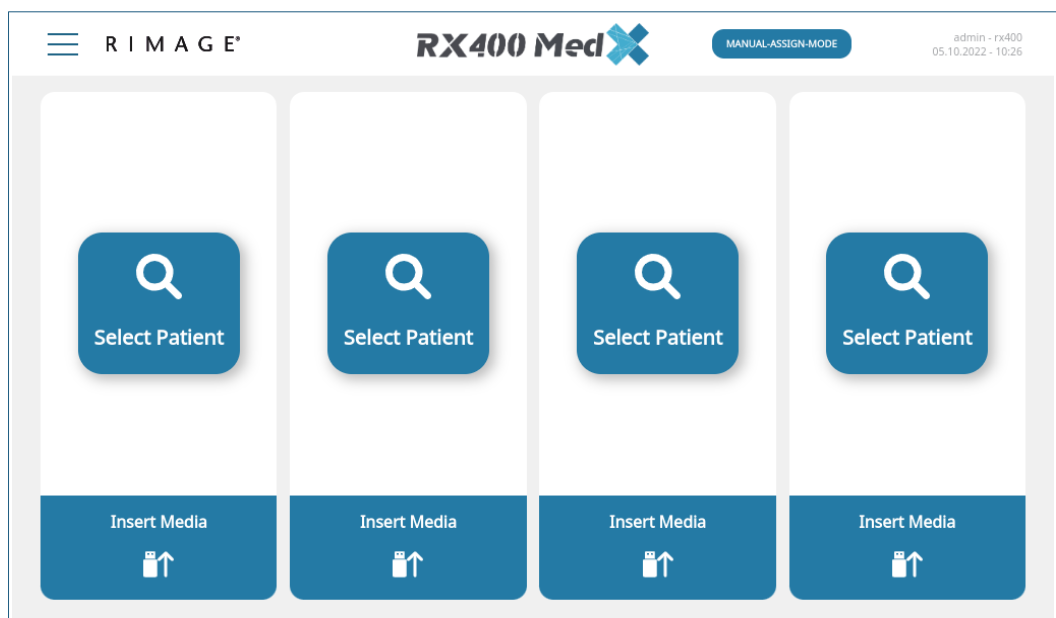 RIMAGE®
RX400 MedX
MANUAL-ASSIGN-MODE
admin - rx400
05.10.2022 - 10:26
Select Patient
Select Patient
Select Patient
Select Patient
Insert Media
Insert Media
Insert Media
Insert Media